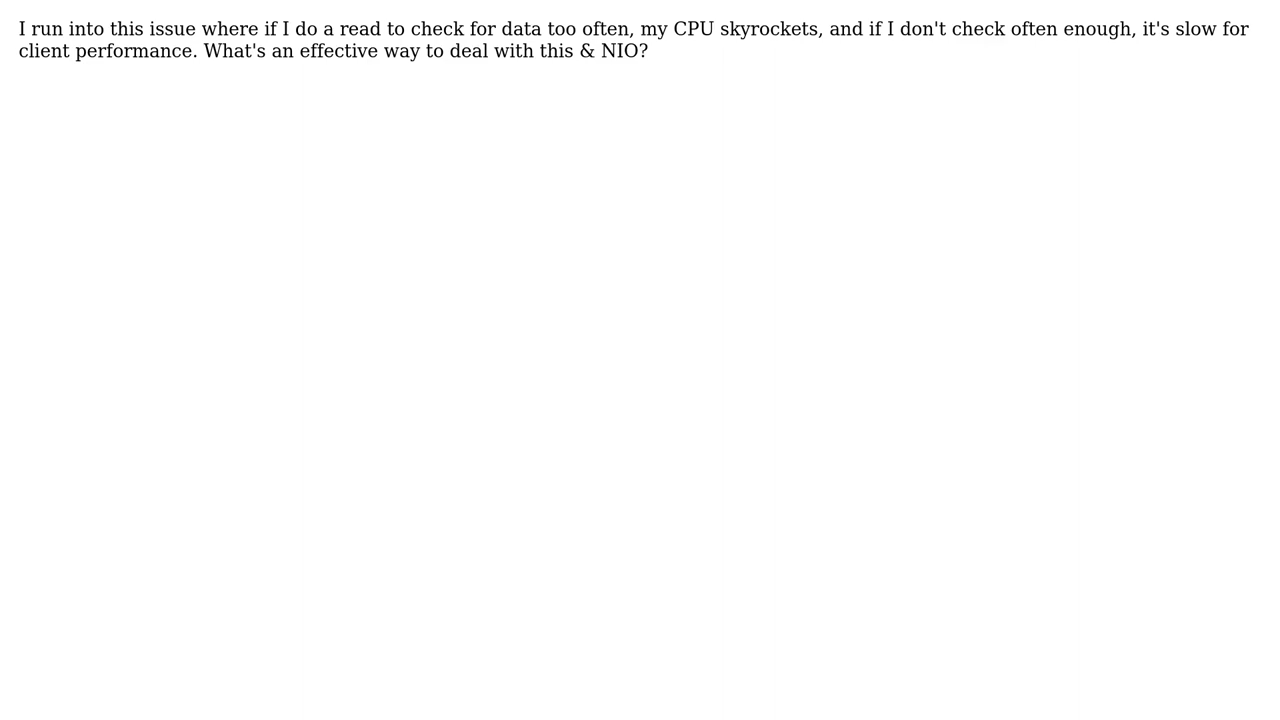 I run into this issue where if I do a read to check for data too often, my CPU skyrockets, and if I don't check often enough, it's slow for
client performance. What's an effective way to deal with this & NIO?